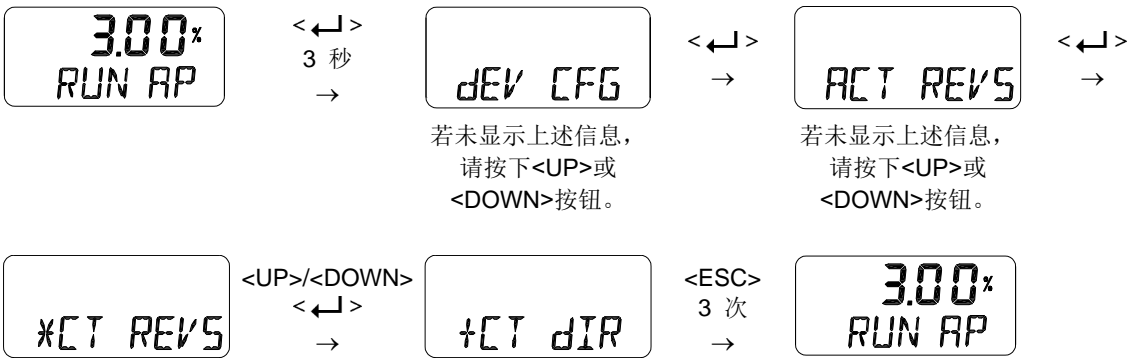 3.00%
RUN AP
<↵>
3 秒
→
dEV CFG
若未显示上述信息，
请按下<UP>或
<DOWN>按钮。
<↵>
→
ACT REVS
若未显示上述信息，
请按下<UP>或
<DOWN>按钮。
<↵>
→
*CT REVS
<UP>/<DOWN>
<↵>
→
+CT dIR
<ESC>
3 次
→
3.00%
RUN AP